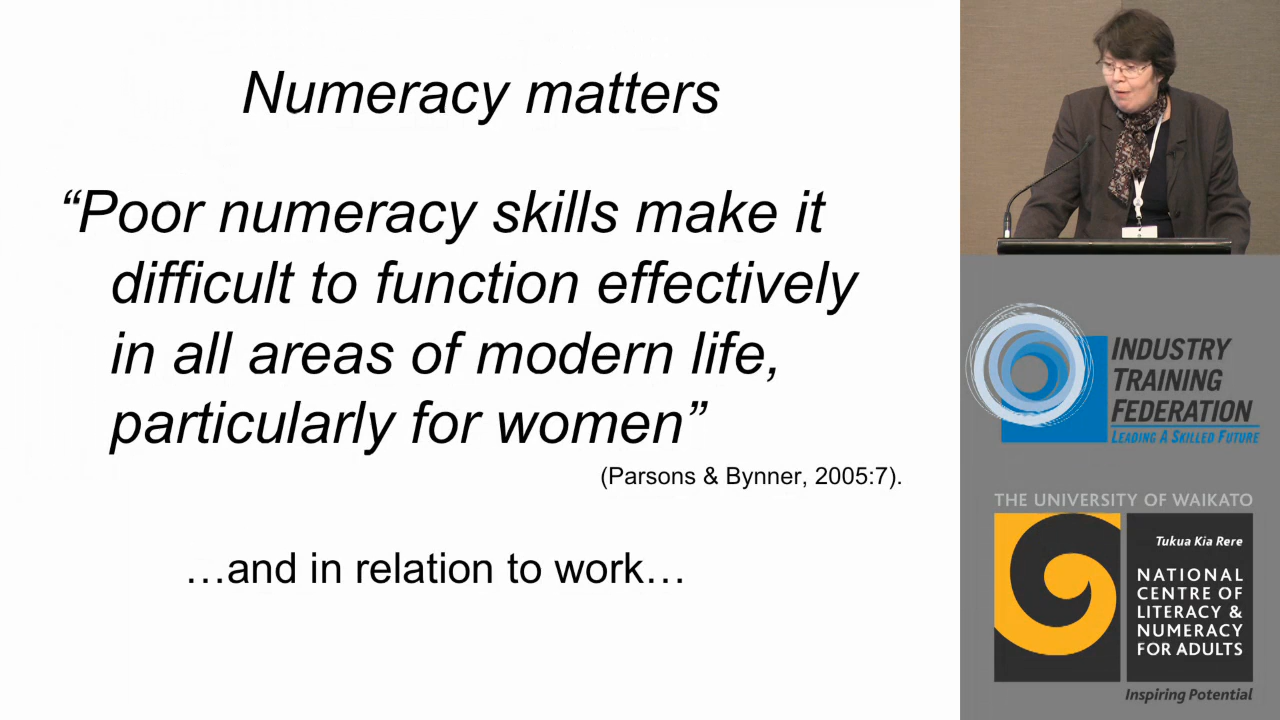 Numeracy matters
“Poor numeracy skills make it
difficult to function effectively
in all areas of modern life,
particularly for women”
(Parsons & Bynner, 2005:7).
…and in relation to work…
INDUSTRY
TRAINING
FEDERATION
LEADING A SKILLED FUTURE
THE UNIVERSITY OF WAIKATO
Tukua Kia Rere
NATIONAL
CENTRE OF
LITERACY &
NUMERACY
FOR ADULTS
Inspiring Potential